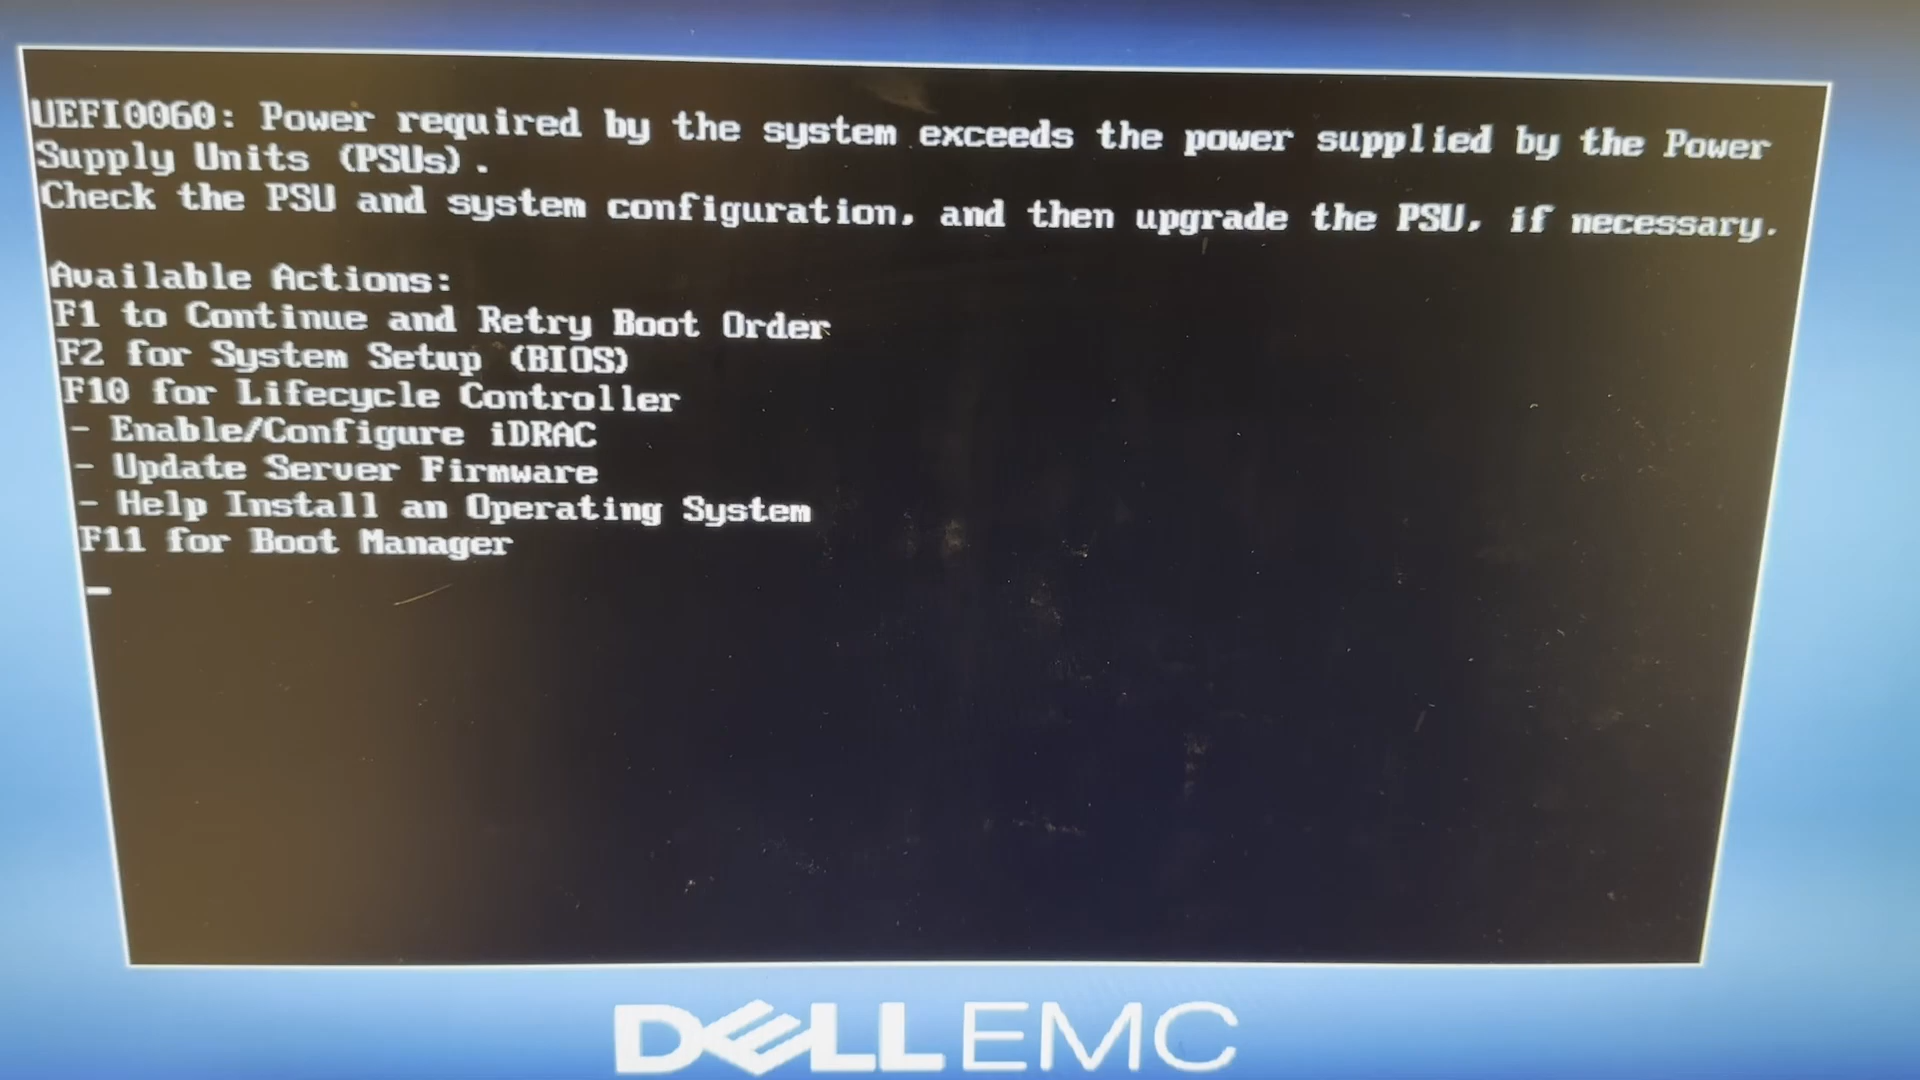 UEFI0060: Power required by the system exceeds the power supplied by the Power
Supply Units (PSUs).
Check the PSU and system configuration, and then upgrade the PSU, if necessary.
Available Actions:
F1 to Continue and Retry Boot Order
F2 for System Setup (BIOS)
F10 for Lifecycle Controller
- Enable/Configure iDRAC
- Update Server Firmware
- Help Install an Operating System
F11 for Boot Manager
DELLEMC